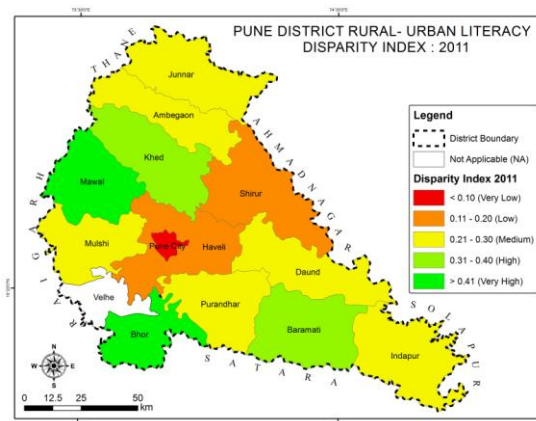 PUNE DISTRICT RURAL- URBAN LITERACY
DISPARITY INDEX : 2011
THANE
Junnar
Ambegaon
AHMADNAGAR
Khed
Mawal
Shirur
RAIGARH
Mulshi
Pune City
Haveli
Daund
Velhe
Purandhar
SOLAPUR
Bhor
Baramati
Indapur
SATARA
Legend
District Boundary
Not Applicable (NA)
Disparity Index 2011
< 0.10 (Very Low)
0.11 - 0.20 (Low)
0.21 - 0.30 (Medium)
0.31 - 0.40 (High)
> 0.41 (Very High)
N
W E
S
0 12.5 25 50
km